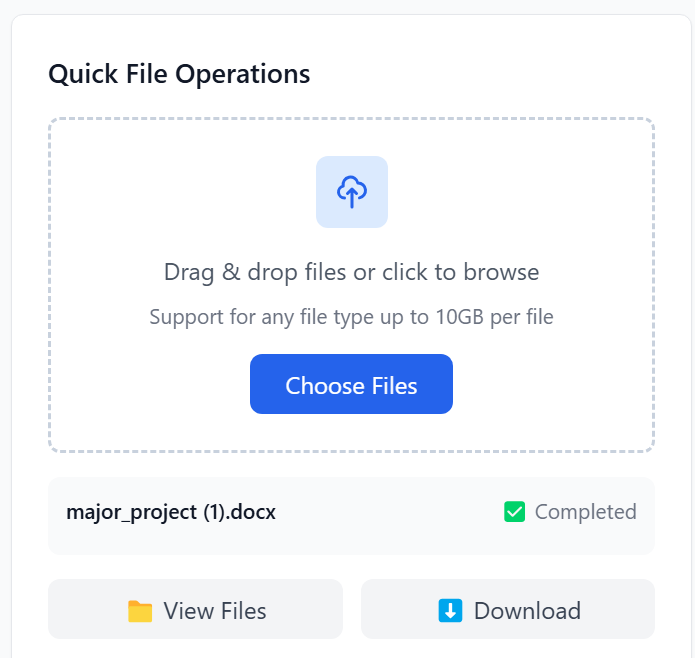 Quick File Operations
Drag & drop files or click to browse
Support for any file type up to 10GB per file
Choose Files
major_project (1).docx
Completed
View Files
Download